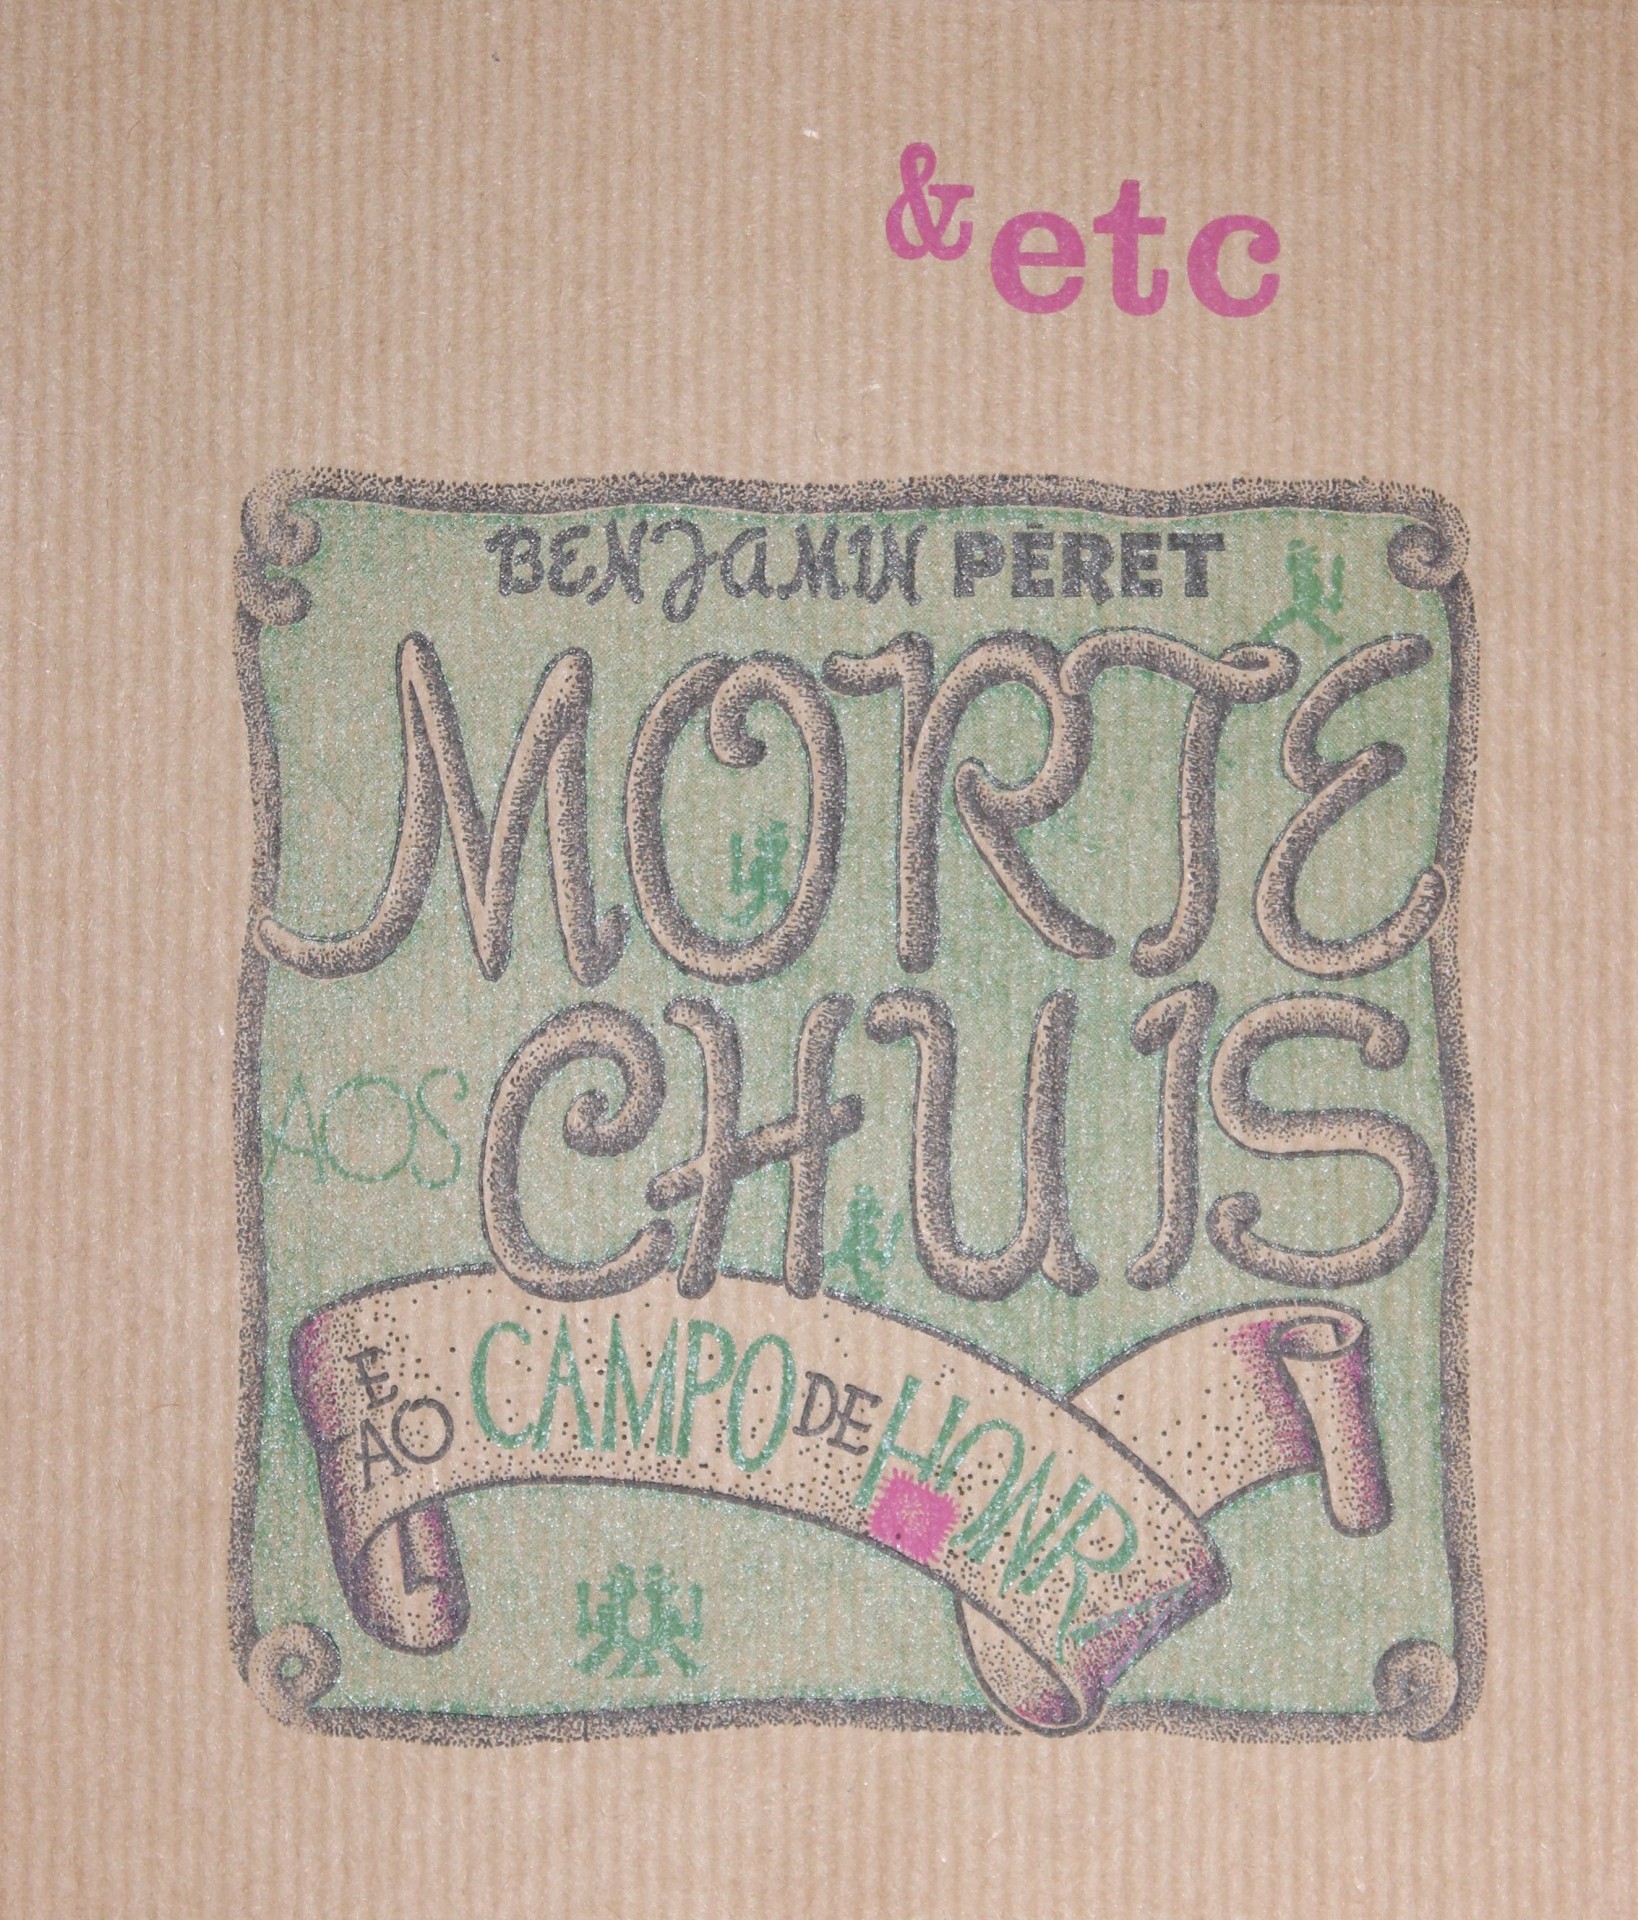 & etc
BENJAMIN PÉRET
MORTE
AOS CHUIS
E AO CAMPO DE HONRA